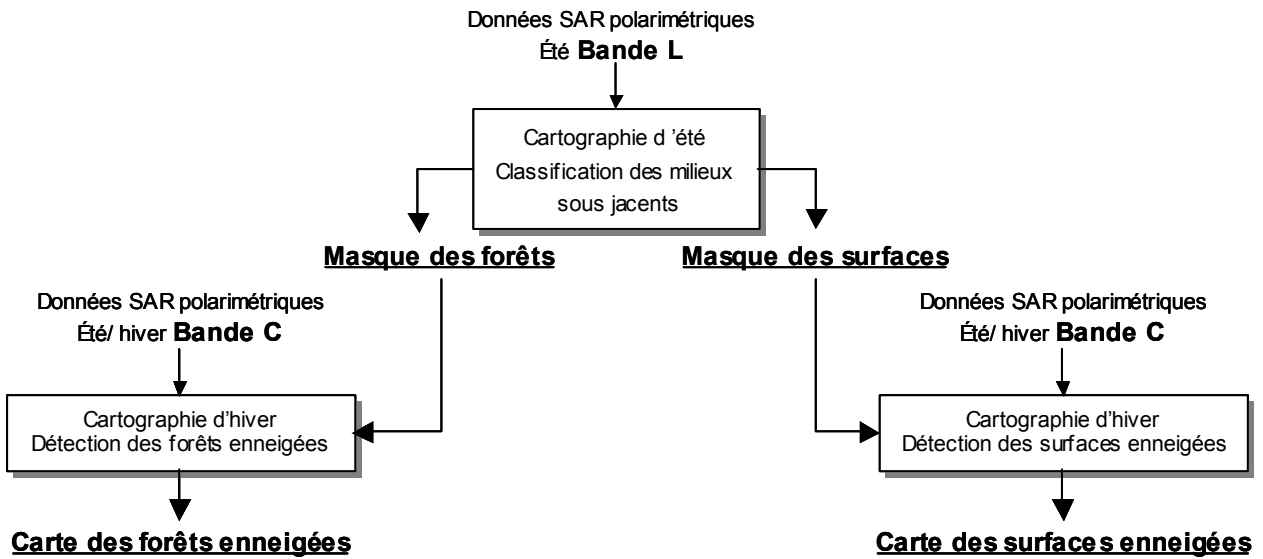 Données SAR polarimétriques
Été Bande L
Cartographie d 'été
Classification des milieux
sous jacents
Masque des forêts
Masque des surfaces
Données SAR polarimétriques
Été/ hiver Bande C
Données SAR polarimétriques
Été/ hiver Bande C
Cartographie d'hiver
Détection des forêts enneigées
Cartographie d'hiver
Détection des surfaces enneigées
Carte des forêts enneigées
Carte des surfaces enneigées